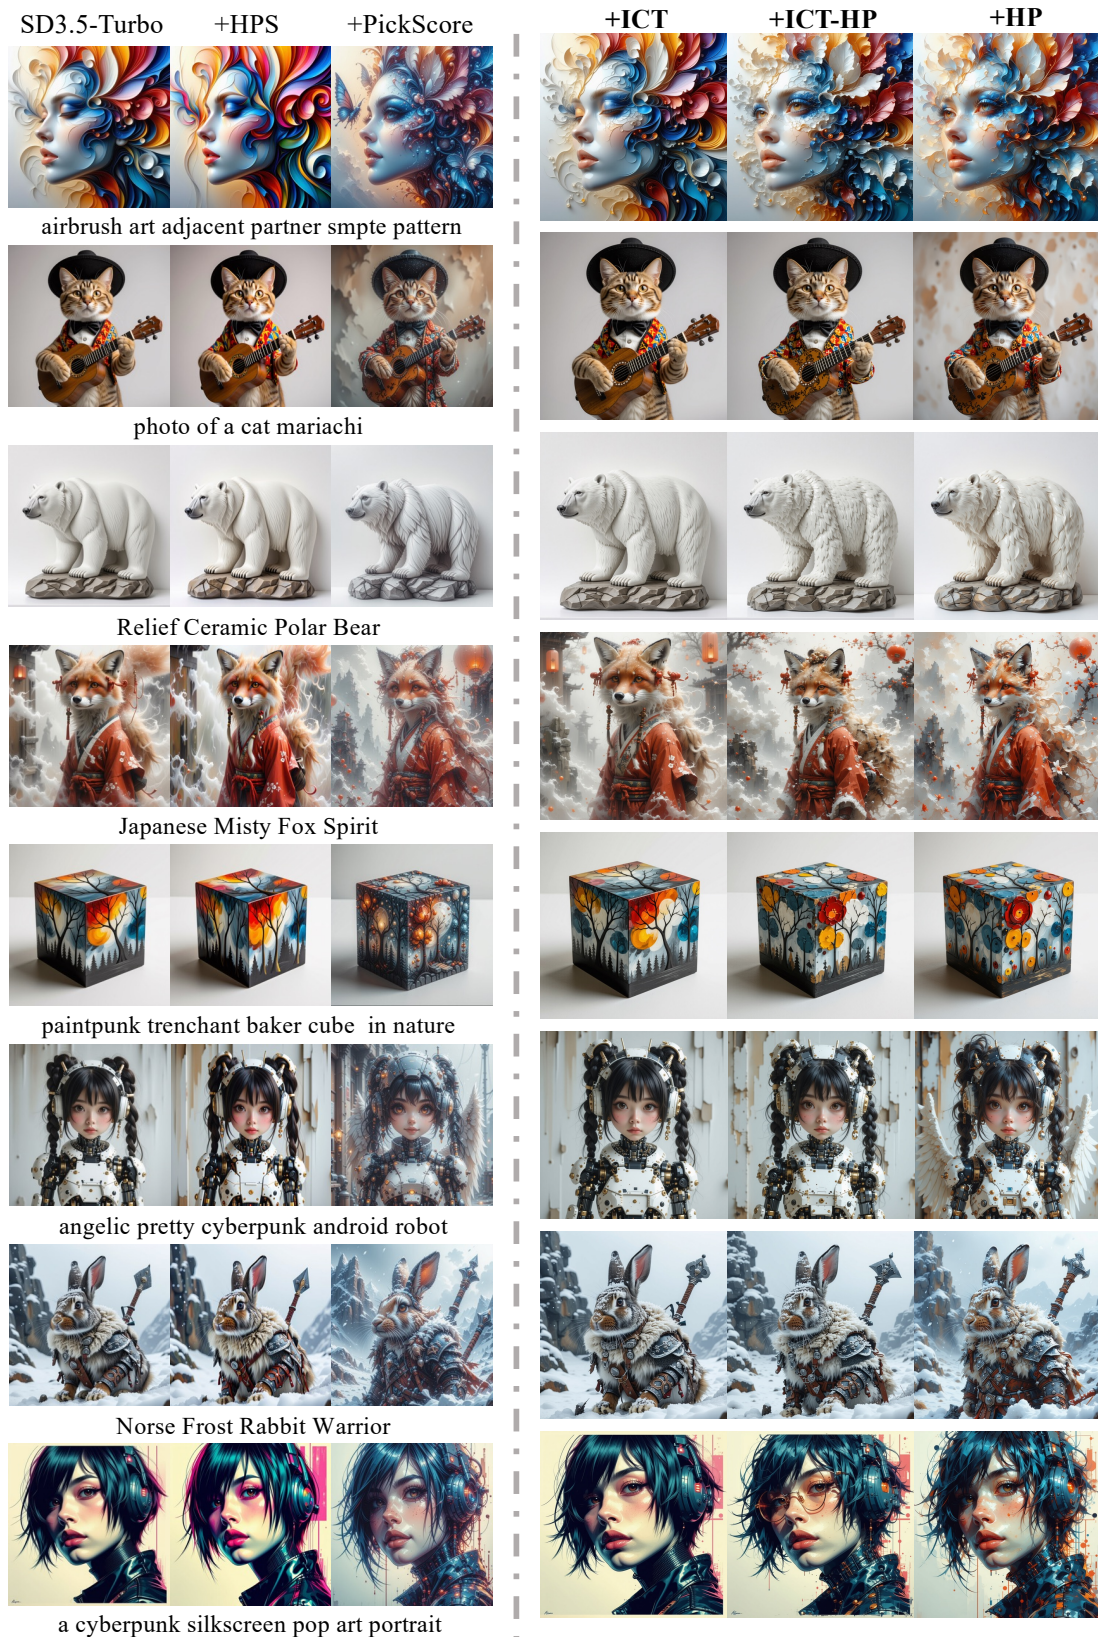 SD3.5-Turbo +HPS +PickScore +ICT +ICT-HP +HP
airbrush art adjacent partner smpte pattern
photo of a cat mariachi
Relief Ceramic Polar Bear
Japanese Misty Fox Spirit
paintpunk trenchant baker cube in nature
angelic pretty cyberpunk android robot
Norse Frost Rabbit Warrior
a cyberpunk silkscreen pop art portrait